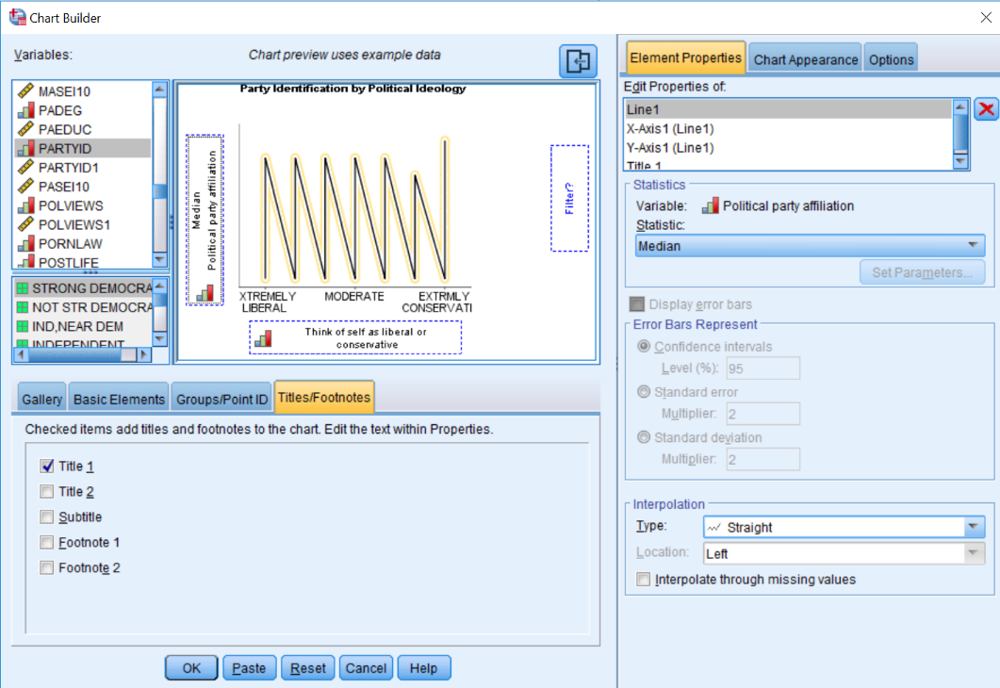 Chart Builder
Variables:
Chart preview uses example data
MASEI10
PADEG
PAEDUC
PARTYID
PARTYID1
PASEI10
POLVIEWS
POLVIEWS1
PORNLAW
POSTLIFE
STRONG DEMOCRA
NOT STR DEMOCRA
IND,NEAR DEM
INDEPENDENT
Party Identification by Political Ideology
Median
Political party affiliation
Filter?
XTREMELY
LIBERAL
MODERATE
EXTRMLY
CONSERVATI
Think of self as liberal or
conservative
Gallery
Basic Elements
Groups/Point ID
Titles/Footnotes
Checked items add titles and footnotes to the chart. Edit the text within Properties.
Title 1
Title 2
Subtitle
Footnote 1
Footnote 2
OK
Paste
Reset
Cancel
Help
Element Properties
Chart Appearance
Options
Edit Properties of:
Line1
X-Axis1 (Line1)
Y-Axis1 (Line1)
Title 1
Statistics
Variable: Political party affiliation
Statistic:
Median
Set Parameters...
Display error bars
Error Bars Represent
Confidence intervals
Level (%): 95
Standard error
Multiplier: 2
Standard deviation
Multiplier: 2
Interpolation
Type: Straight
Location: Left
Interpolate through missing values